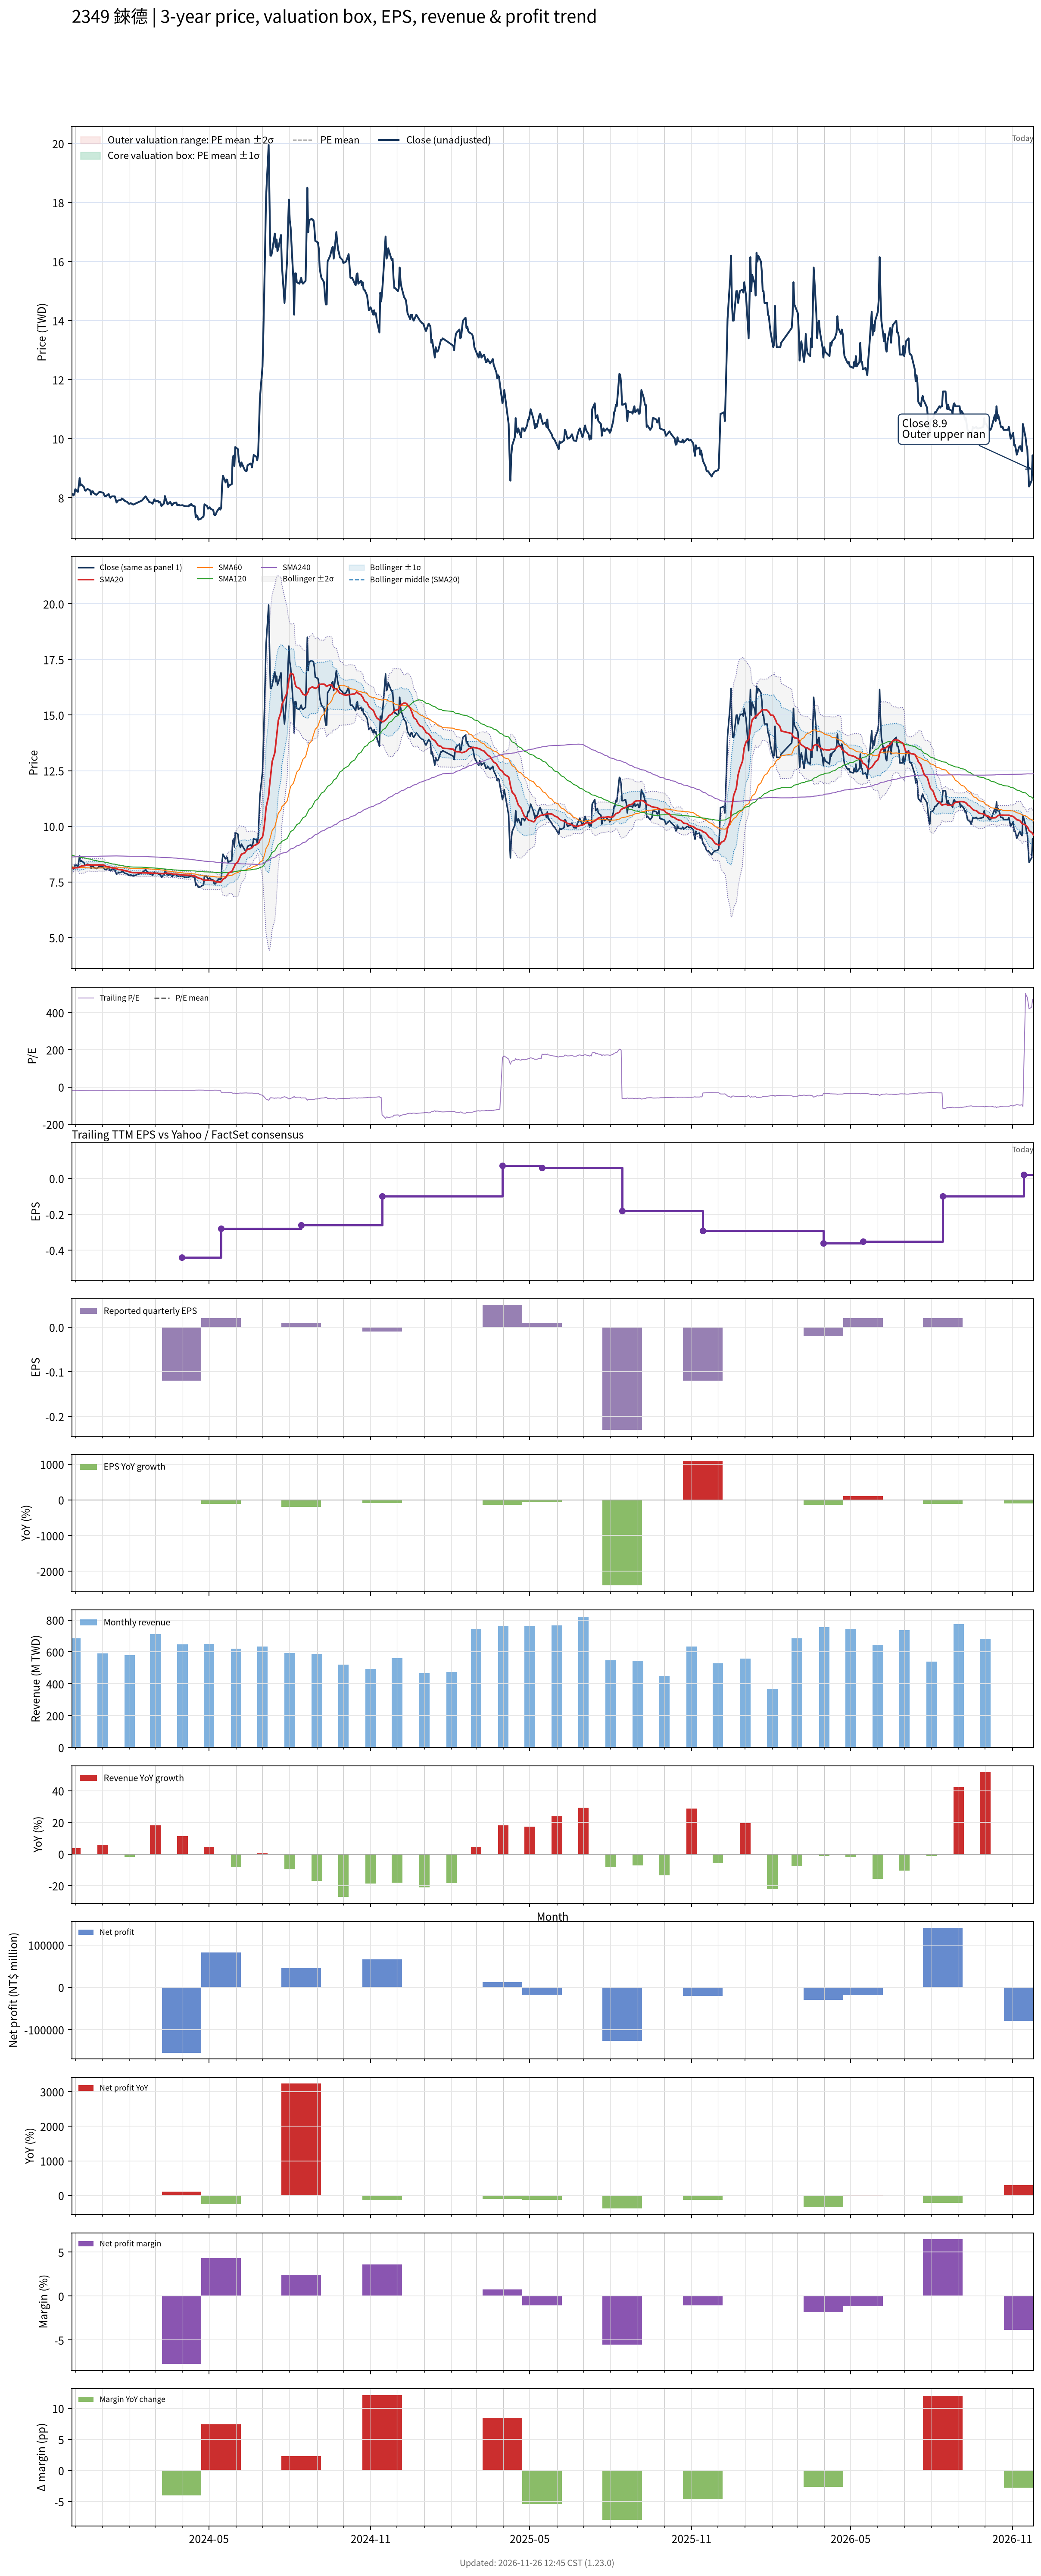 2349 錸德 | 3-year price, valuation box, EPS, revenue & profit trend
Outer valuation range: PE mean ±2σ
Core valuation box: PE mean ±1σ
PE mean
Close (unadjusted)
Today
20
18
16
14
12
10
8
Price (TWD)
Close 8.9
Outer upper nan
Close (same as panel 1)
SMA20
SMA60
SMA120
SMA240
Bollinger ±2σ
Bollinger ±1σ
Bollinger middle (SMA20)
20.0
17.5
15.0
12.5
10.0
7.5
5.0
Price
Trailing P/E
P/E mean
400
200
0
-200
P/E
Trailing TTM EPS vs Yahoo / FactSet consensus
Today
0.0
-0.2
-0.4
EPS
Reported quarterly EPS
0.0
-0.1
-0.2
EPS
EPS YoY growth
1000
0
-1000
-2000
YoY (%)
Monthly revenue
800
600
400
200
0
Revenue (M TWD)
Revenue YoY growth
40
20
0
-20
YoY (%)
Month
Net profit
100000
0
-100000
Net profit (NT$ million)
Net profit YoY
3000
2000
1000
0
YoY (%)
Net profit margin
5
0
-5
Margin (%)
Margin YoY change
10
5
0
-5
Δ margin (pp)
2024-05
2024-11
2025-05
2025-11
2026-05
2026-11
Updated: 2026-11-26 12:45 CST (1.23.0)